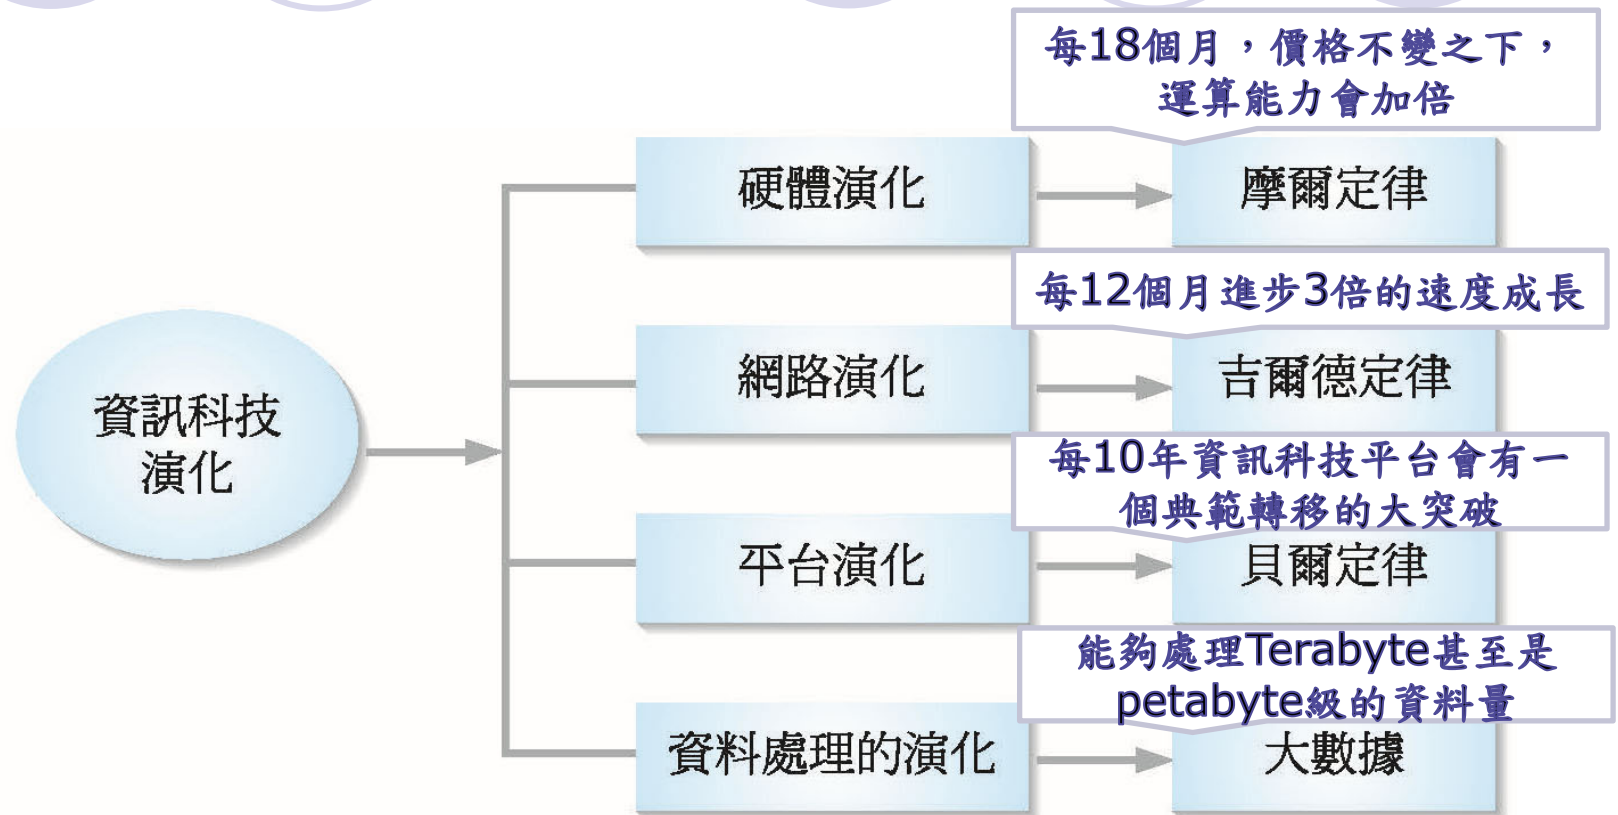 每18個月，價格不變之下，
運算能力會加倍
硬體演化
摩爾定律
每12個月進步3倍的速度成長
網路演化
吉爾德定律
資訊科技
演化
每10年資訊科技平台會有一
個典範轉移的大突破
平台演化
貝爾定律
能夠處理Terabyte甚至是
petabyte級的資料量
資料處理的演化
大數據